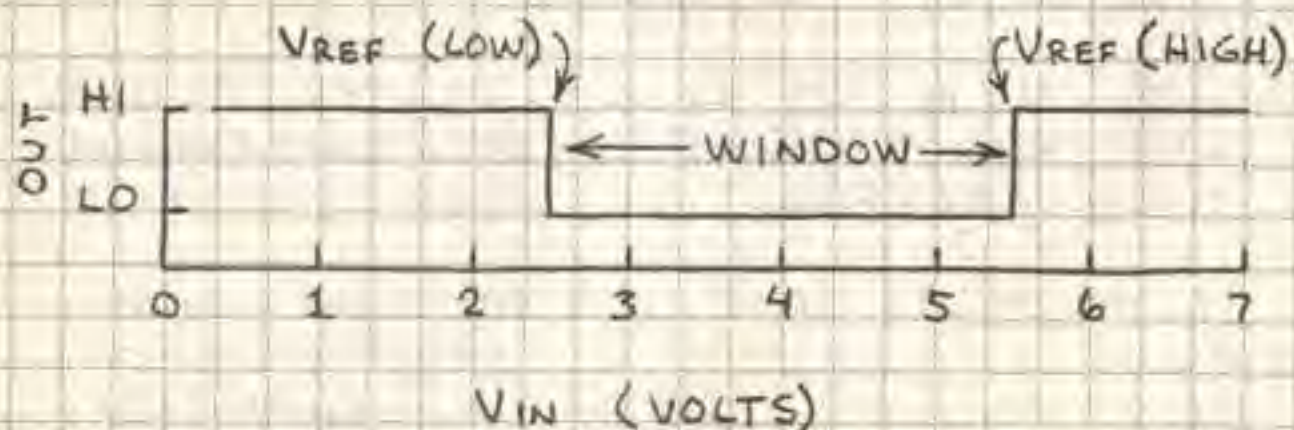 VREF (LOW) VREF (HIGH)
OUT
HI
← WINDOW →
LO
0 1 2 3 4 5 6 7
VIN (VOLTS)